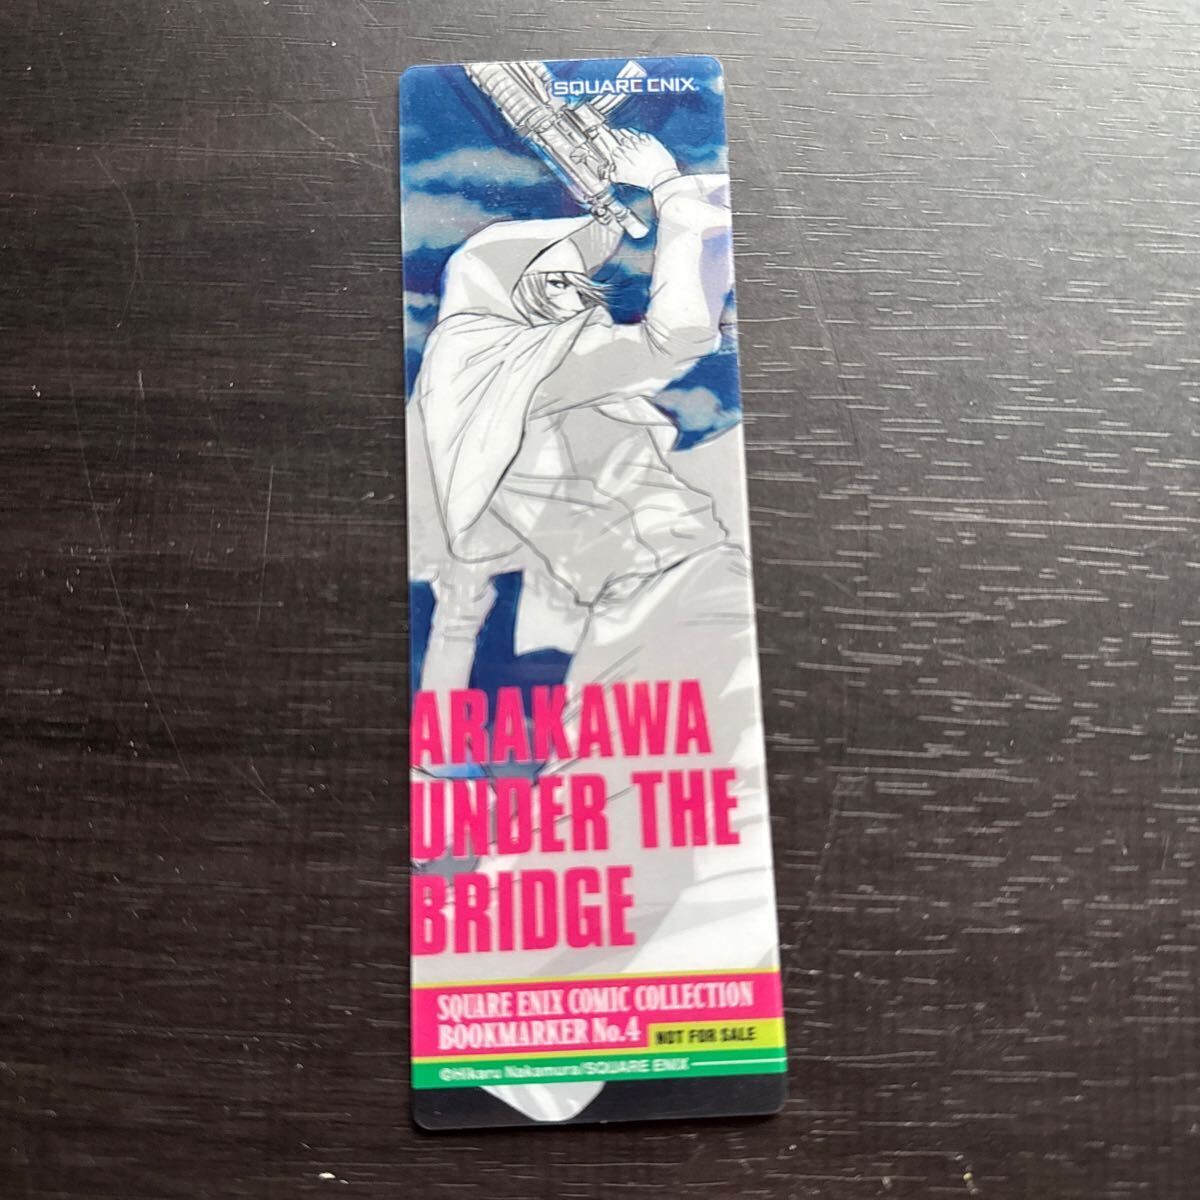 SQUARE ENIX
ARAKAWA
UNDER THE
BRIDGE
SQUARE ENIX COMIC COLLECTION
BOOKMARKER No.4 NOT FOR SALE
©Hikaru Nakamura/SQUARE ENIX